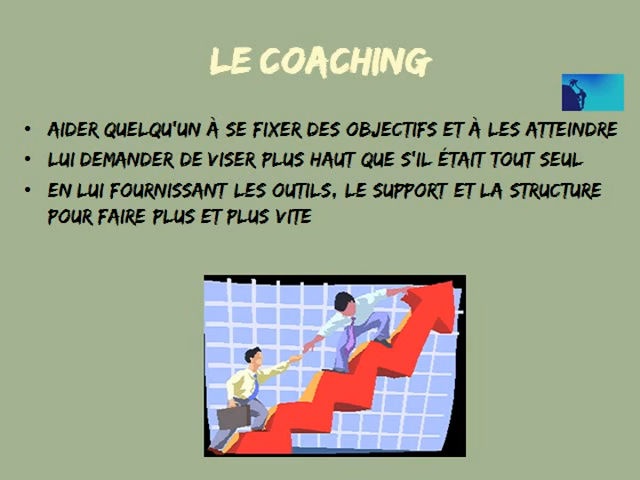 LE COACHING
• AIDER QUELQU'UN À SE FIXER DES OBJECTIFS ET À LES ATTEINDRE
• LUI DEMANDER DE VISER PLUS HAUT QUE S'IL ÉTAIT TOUT SEUL
• EN LUI FOURNISSANT LES OUTILS, LE SUPPORT ET LA STRUCTURE
POUR FAIRE PLUS ET PLUS VITE